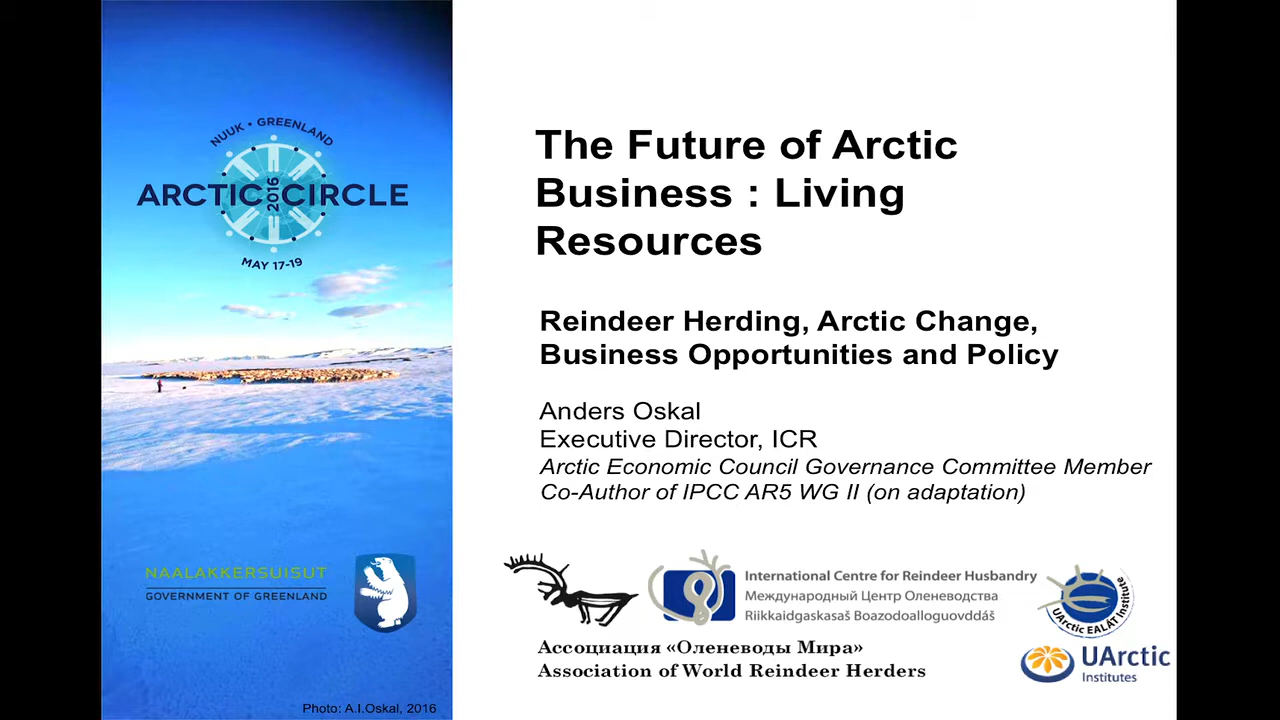 NUUK • GREENLAND
ARCTIC CIRCLE
2016
MAY 17-19
NAALAKKERSUISUT
GOVERNMENT OF GREENLAND
Photo: A.I.Oskal, 2016
The Future of Arctic
Business : Living
Resources
Reindeer Herding, Arctic Change,
Business Opportunities and Policy
Anders Oskal
Executive Director, ICR
Arctic Economic Council Governance Committee Member
Co-Author of IPCC AR5 WG II (on adaptation)
International Centre for Reindeer Husbandry
Международный Центр Оленеводства
Riikkaidgaskasaš Boazodoalloguovddáš
UArctic EALÁT Institute
Ассоциация «Оленеводы Мира»
Association of World Reindeer Herders
UArctic
Institutes